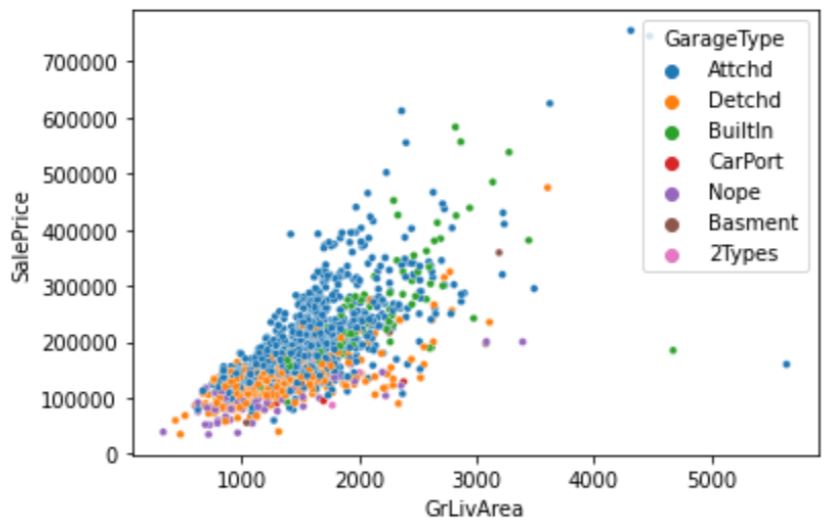 GarageType
Attchd
Detchd
BuiltIn
CarPort
Nope
Basment
2Types
700000
600000
500000
400000
300000
200000
100000
0
SalePrice
1000 2000 3000 4000 5000
GrLivArea